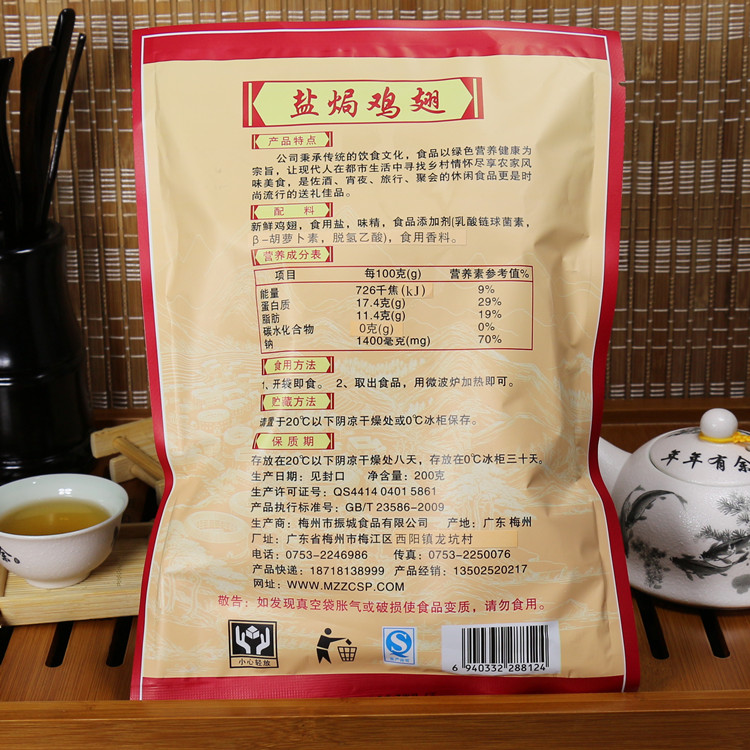 盐焗鸡翅
产品特点
公司秉承传统的饮食文化，食品以绿色营养健康为
宗旨，让现代人在都市生活中寻找乡村情怀尽享农家风
味美食，是佐酒、宵夜、旅行、聚会的休闲食品更是时
尚流行的送礼佳品。
配料
新鲜鸡翅，食用盐，味精，食品添加剂(乳酸链球菌素，
β-胡萝卜素，脱氢乙酸)，食用香料。
营养成分表
项目 每100克(g) 营养素参考值%
能量 726千焦(kJ) 9%
蛋白质 17.4克(g) 29%
脂肪 11.4克(g) 19%
碳水化合物 0克(g) 0%
钠 1400毫克(mg) 70%
食用方法
1、开袋即食。 2、取出食品，用微波炉加热即可。
贮藏方法
请置于20℃以下阴凉干燥处或0℃冰柜保存。
保质期
存放在20℃以下阴凉干燥处八天，存放在0℃冰柜三十天。
生产日期：见封口 净含量：200克
生产许可证号：QS4414 0401 5861
产品执行标准号：GB/T 23586-2009
生产商：梅州市振城食品有限公司 产地：广东 梅州
厂址：广东省梅州市梅江区西阳镇龙坑村
电话：0753-2246986 传真：0753-2250076
产品快递：18718138999 产品经销：13502520217
网址：WWW.MZZCSP.COM
敬告：如发现真空袋胀气或破损使食品变质，请勿食用。
小心轻放
6 940332 288124
年年有余